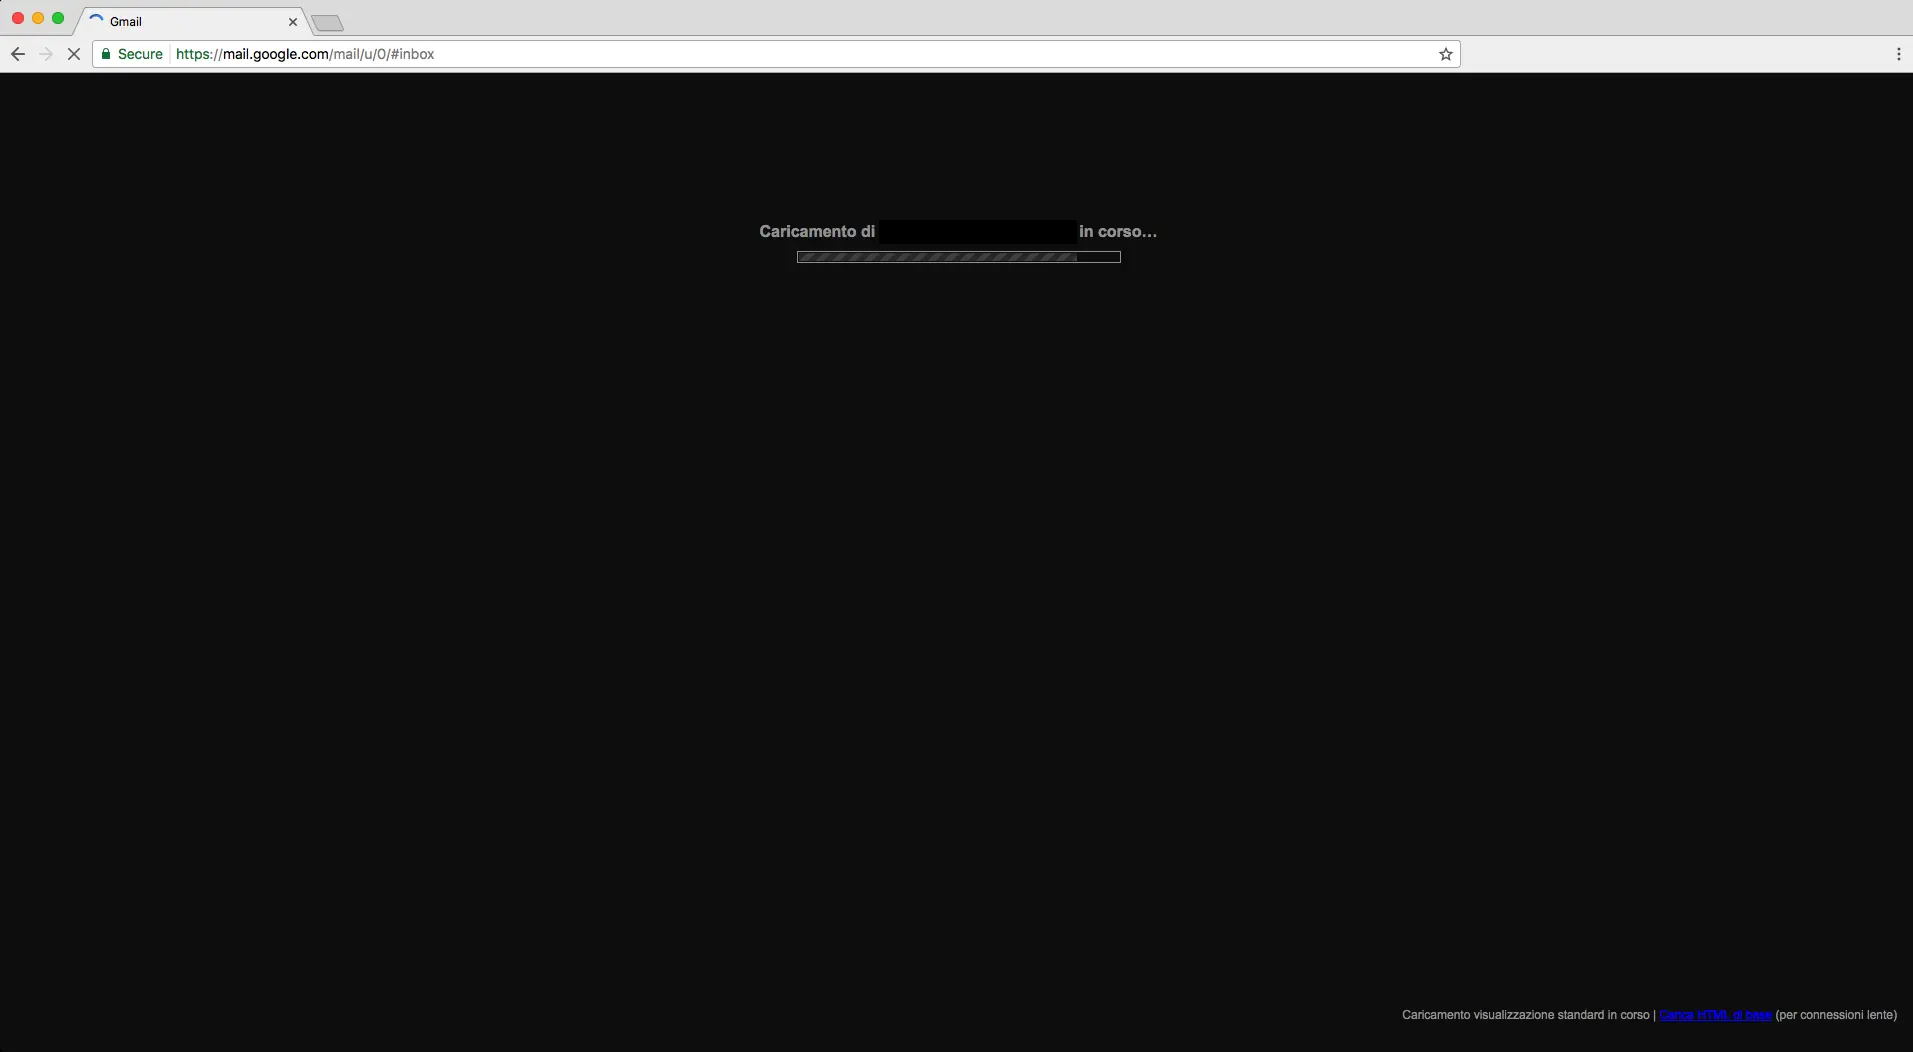 Gmail
Secure https://mail.google.com/mail/u/0/#inbox
Caricamento di in corso…
Caricamento visualizzazione standard in corso | Carica HTML di base (per connessioni lente)